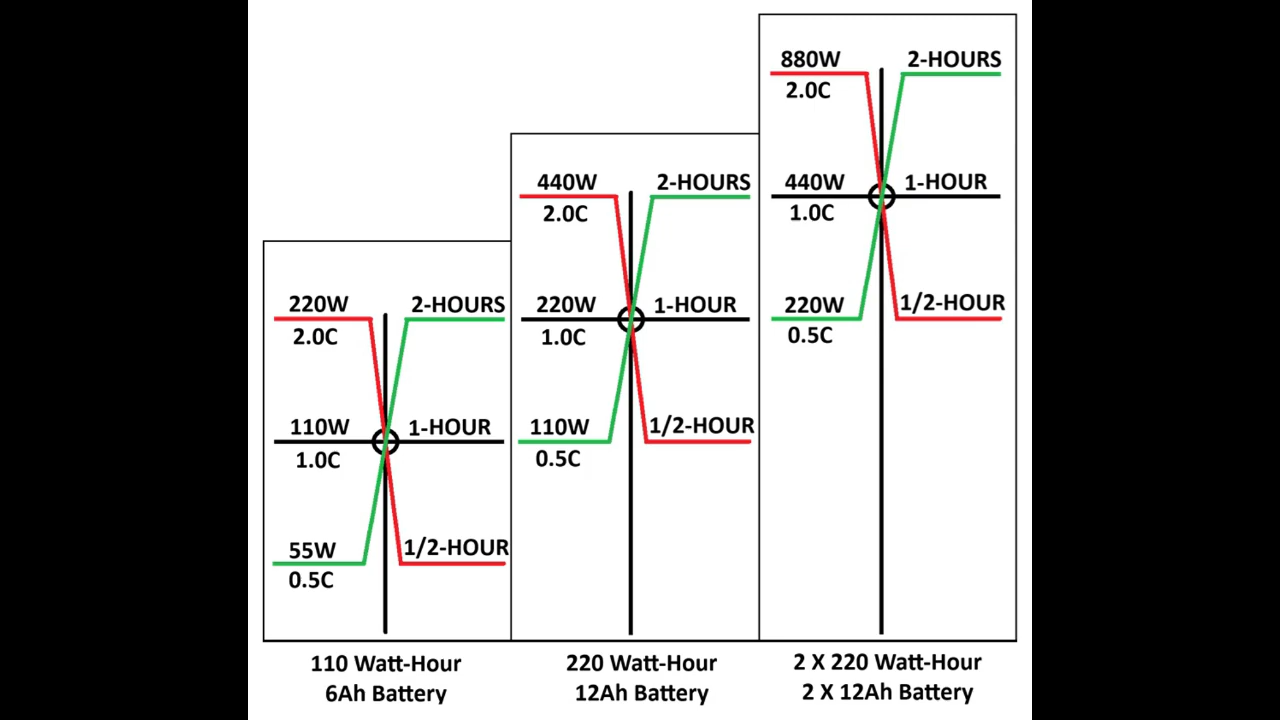 220W
2.0C
2-HOURS
110W
1.0C
1-HOUR
55W
0.5C
1/2-HOUR
110 Watt-Hour
6Ah Battery
440W
2.0C
2-HOURS
220W
1.0C
1-HOUR
110W
0.5C
1/2-HOUR
220 Watt-Hour
12Ah Battery
880W
2.0C
2-HOURS
440W
1.0C
1-HOUR
220W
0.5C
1/2-HOUR
2 X 220 Watt-Hour
2 X 12Ah Battery